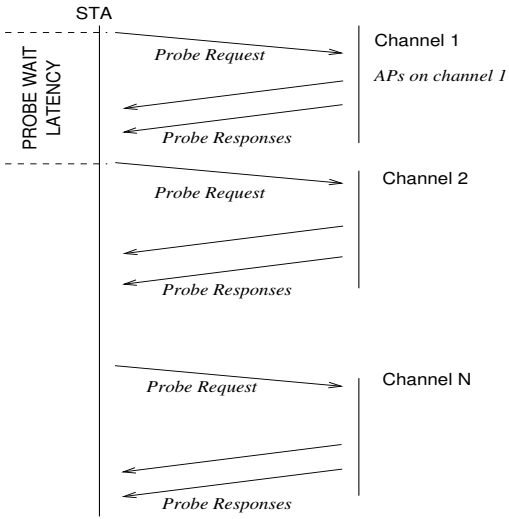 STA
PROBE WAIT
LATENCY
Probe Request
Channel 1
APs on channel 1
Probe Responses
Probe Request
Channel 2
Probe Responses
Probe Request
Channel N
Probe Responses